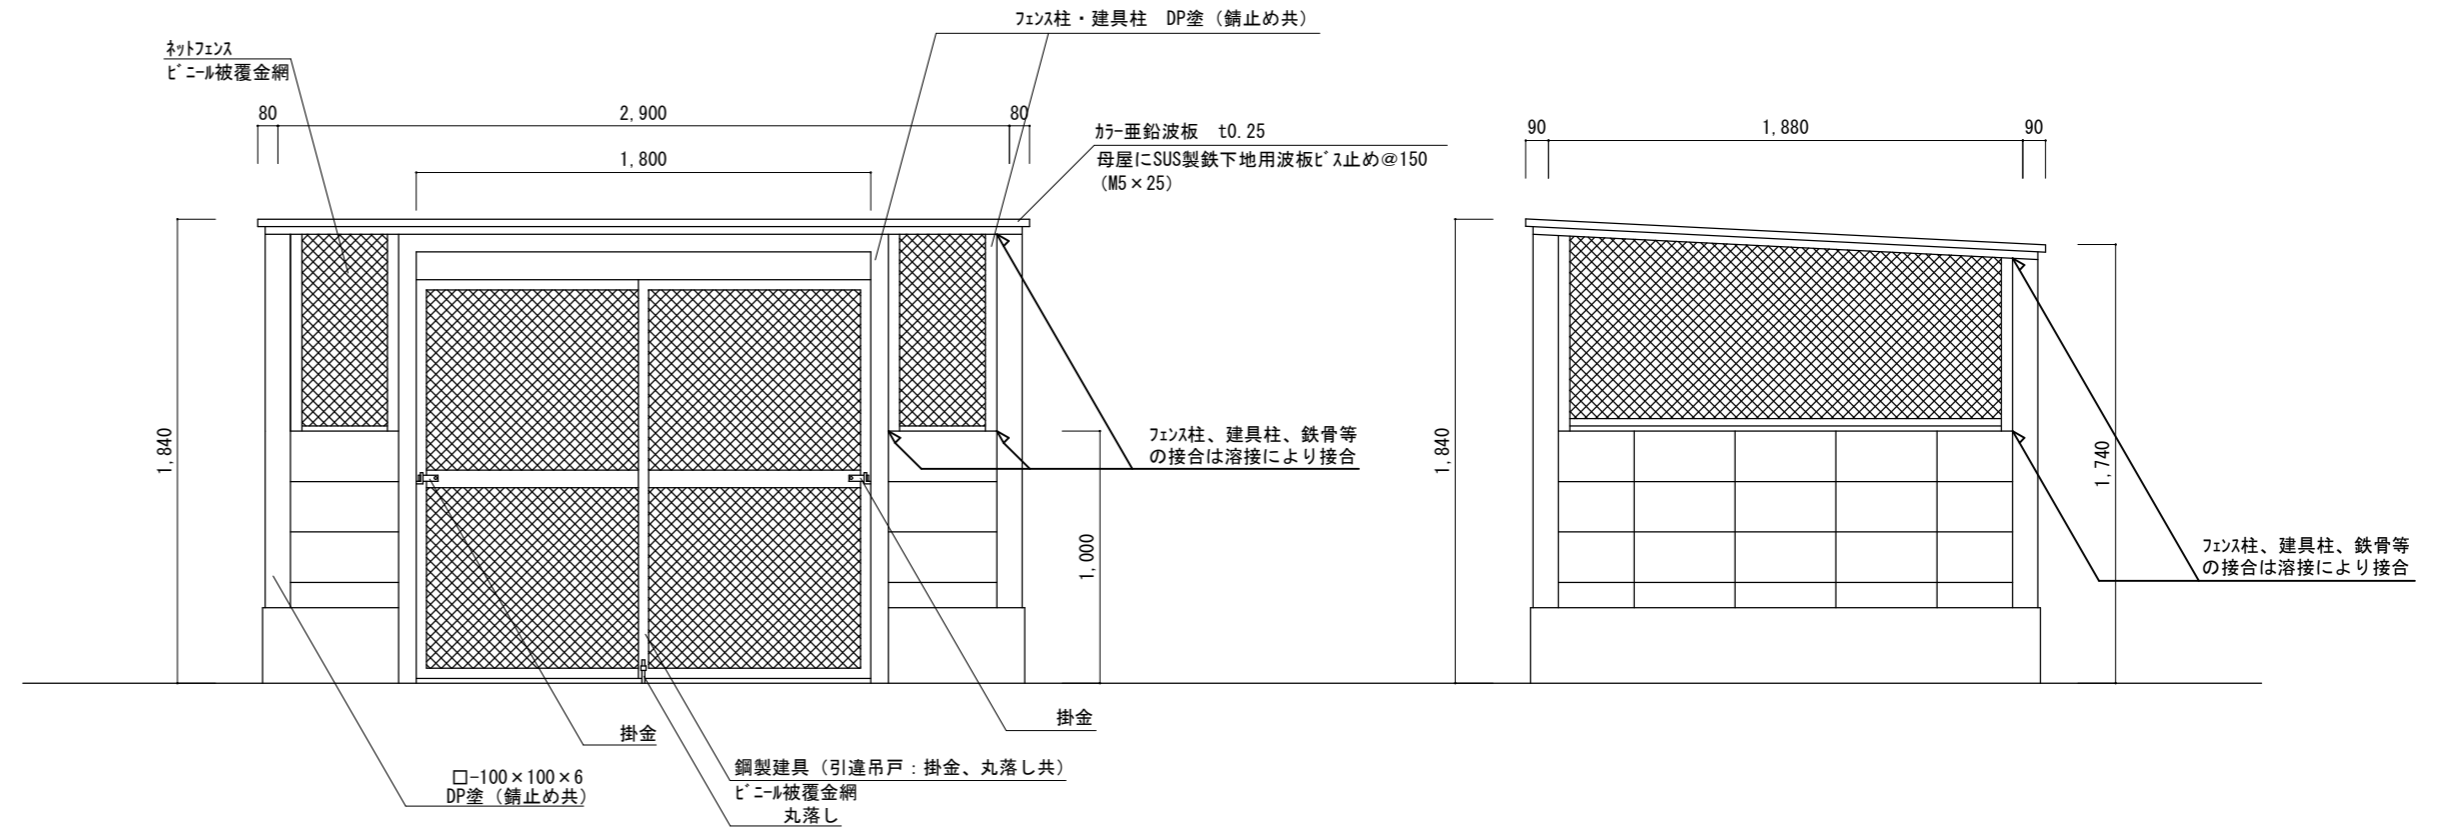 フェンス柱・建具柱　DP塗（錆止め共）
ネットフェンス
ビニール被覆金網
80
2,900
80
1,800
カラー亜鉛波板　t0.25
母屋にSUS製鉄下地用波板ビス止め@150
（M5×25）
90
1,880
90
1,840
フェンス柱、建具柱、鉄骨等
の接合は溶接により接合
1,000
1,840
1,740
フェンス柱、建具柱、鉄骨等
の接合は溶接により接合
掛金
掛金
鋼製建具（引違吊戸：掛金、丸落し共）
ビニール被覆金網
丸落し
□-100×100×6
DP塗（錆止め共）